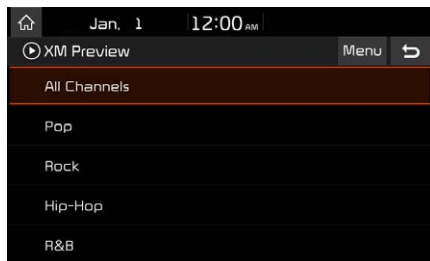 Jan. 1 12:00 AM
XM Preview Menu
All Channels
Pop
Rock
Hip-Hop
R&B